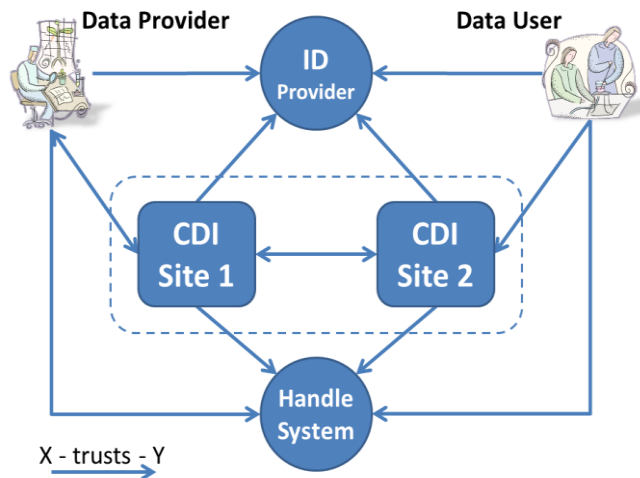 Data Provider
Data User
ID
Provider
CDI
Site 1
CDI
Site 2
Handle
System
X - trusts - Y